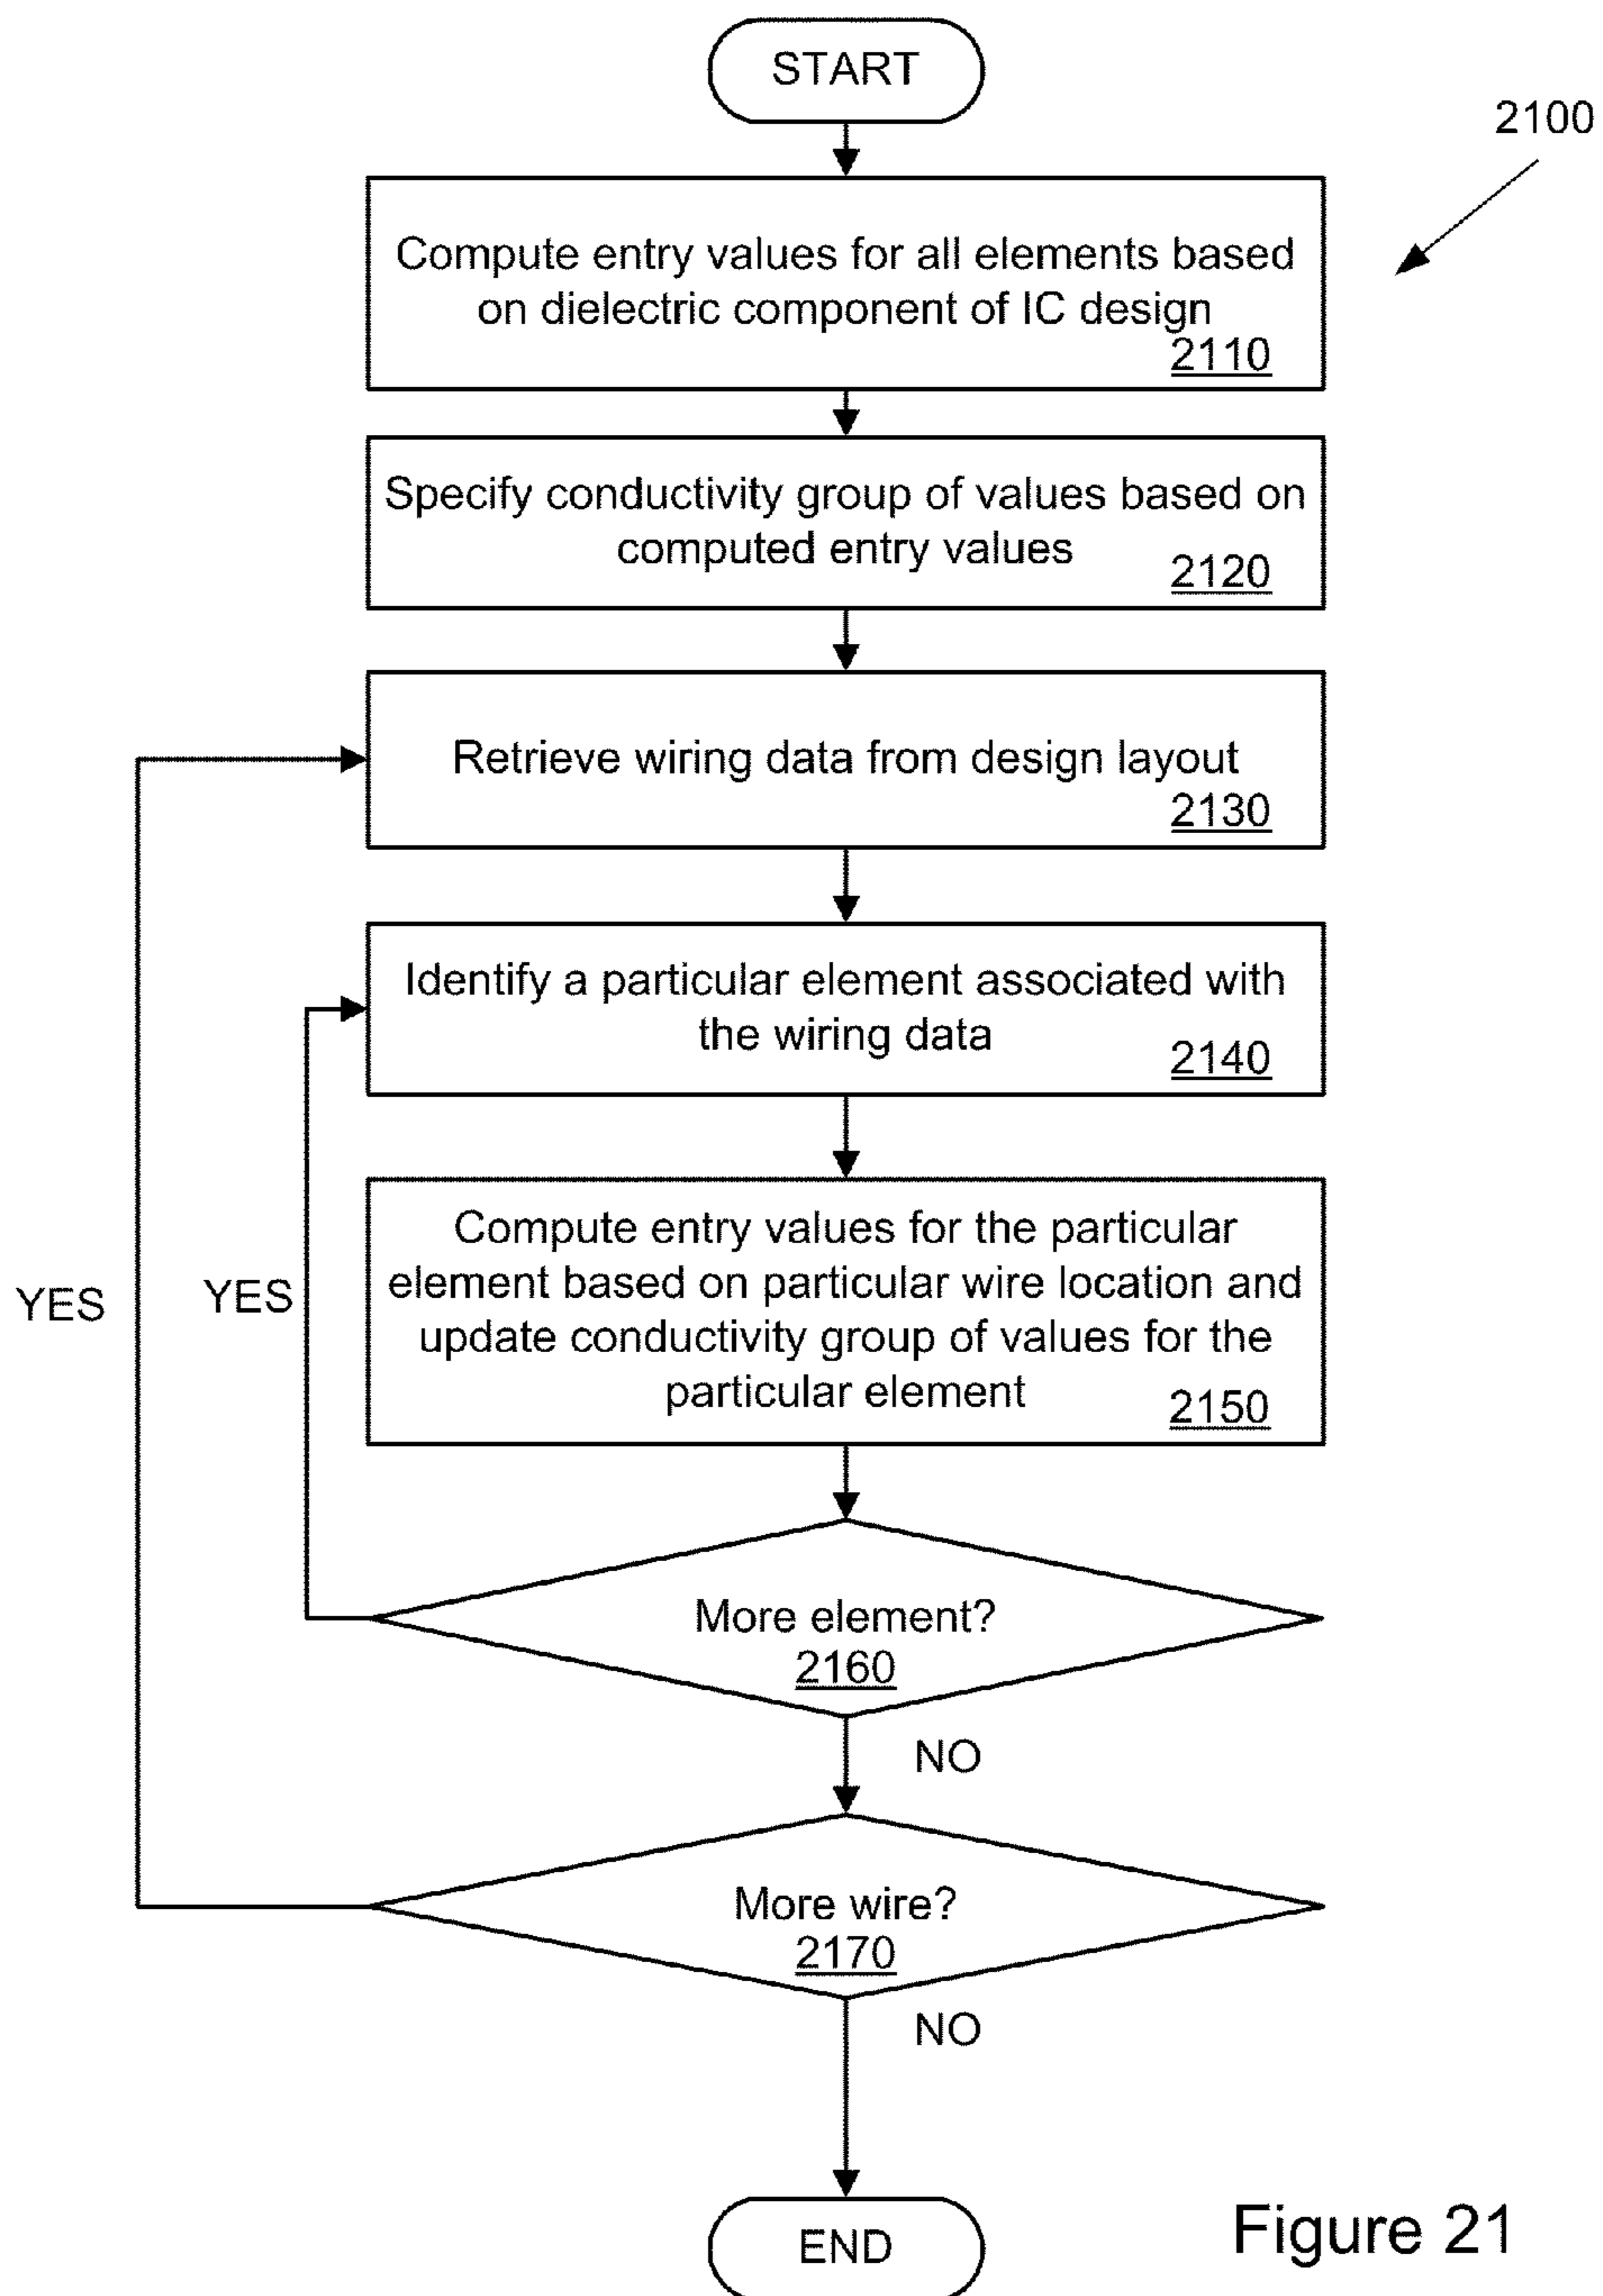 START
2100
Compute entry values for all elements based
on dielectric component of IC design
2110
Specify conductivity group of values based on
computed entry values
2120
Retrieve wiring data from design layout
2130
Identify a particular element associated with
the wiring data
2140
Compute entry values for the particular
element based on particular wire location and
update conductivity group of values for the
particular element
2150
YES
YES
More element?
2160
NO
More wire?
2170
NO
END
Figure 21